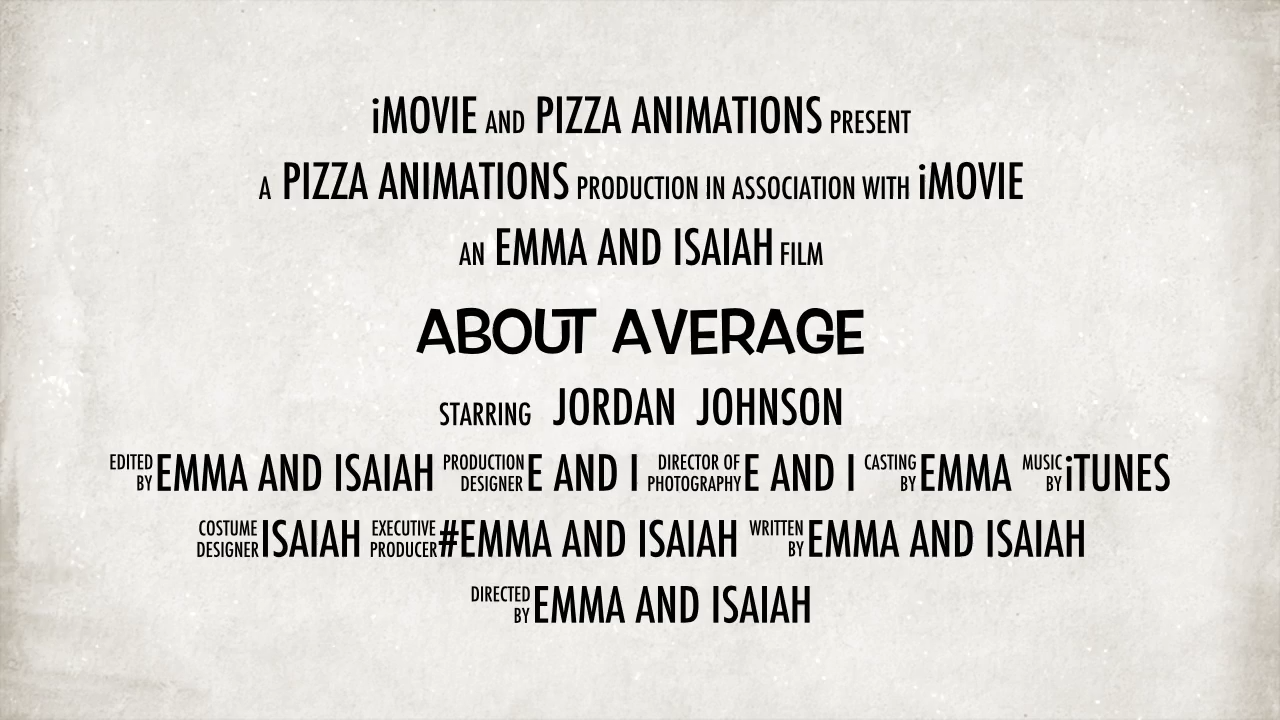 iMOVIE AND PIZZA ANIMATIONS PRESENT
A PIZZA ANIMATIONS PRODUCTION IN ASSOCIATION WITH iMOVIE
AN EMMA AND ISAIAH FILM
ABOUT AVERAGE
STARRING JORDAN JOHNSON
EDITED BY EMMA AND ISAIAH PRODUCTION DESIGNER E AND I DIRECTOR OF PHOTOGRAPHY E AND I CASTING BY EMMA MUSIC BY iTUNES
COSTUME DESIGNER ISAIAH EXECUTIVE PRODUCER #EMMA AND ISAIAH WRITTEN BY EMMA AND ISAIAH
DIRECTED BY EMMA AND ISAIAH